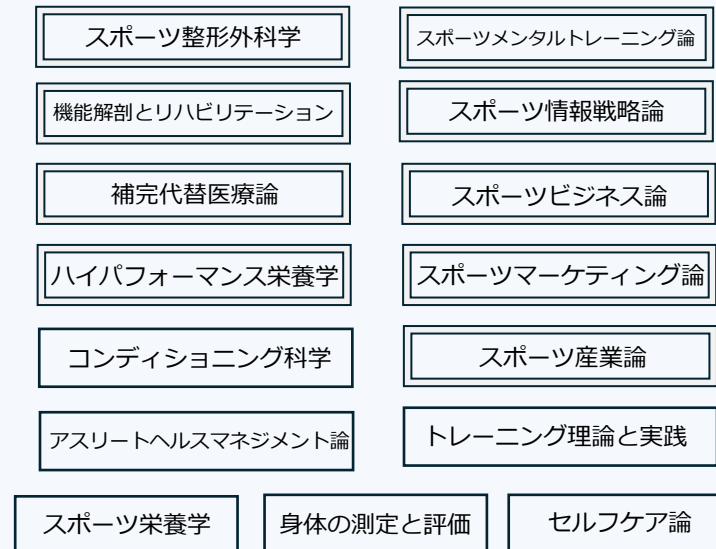 スポーツ整形外科学
スポーツメンタルトレーニング論
機能解剖とリハビリテーション
スポーツ情報戦略論
補完代替医療論
スポーツビジネス論
ハイパフォーマンス栄養学
スポーツマーケティング論
コンディショニング科学
スポーツ産業論
アスリートヘルスマネジメント論
トレーニング理論と実践
スポーツ栄養学
身体の測定と評価
セルフケア論